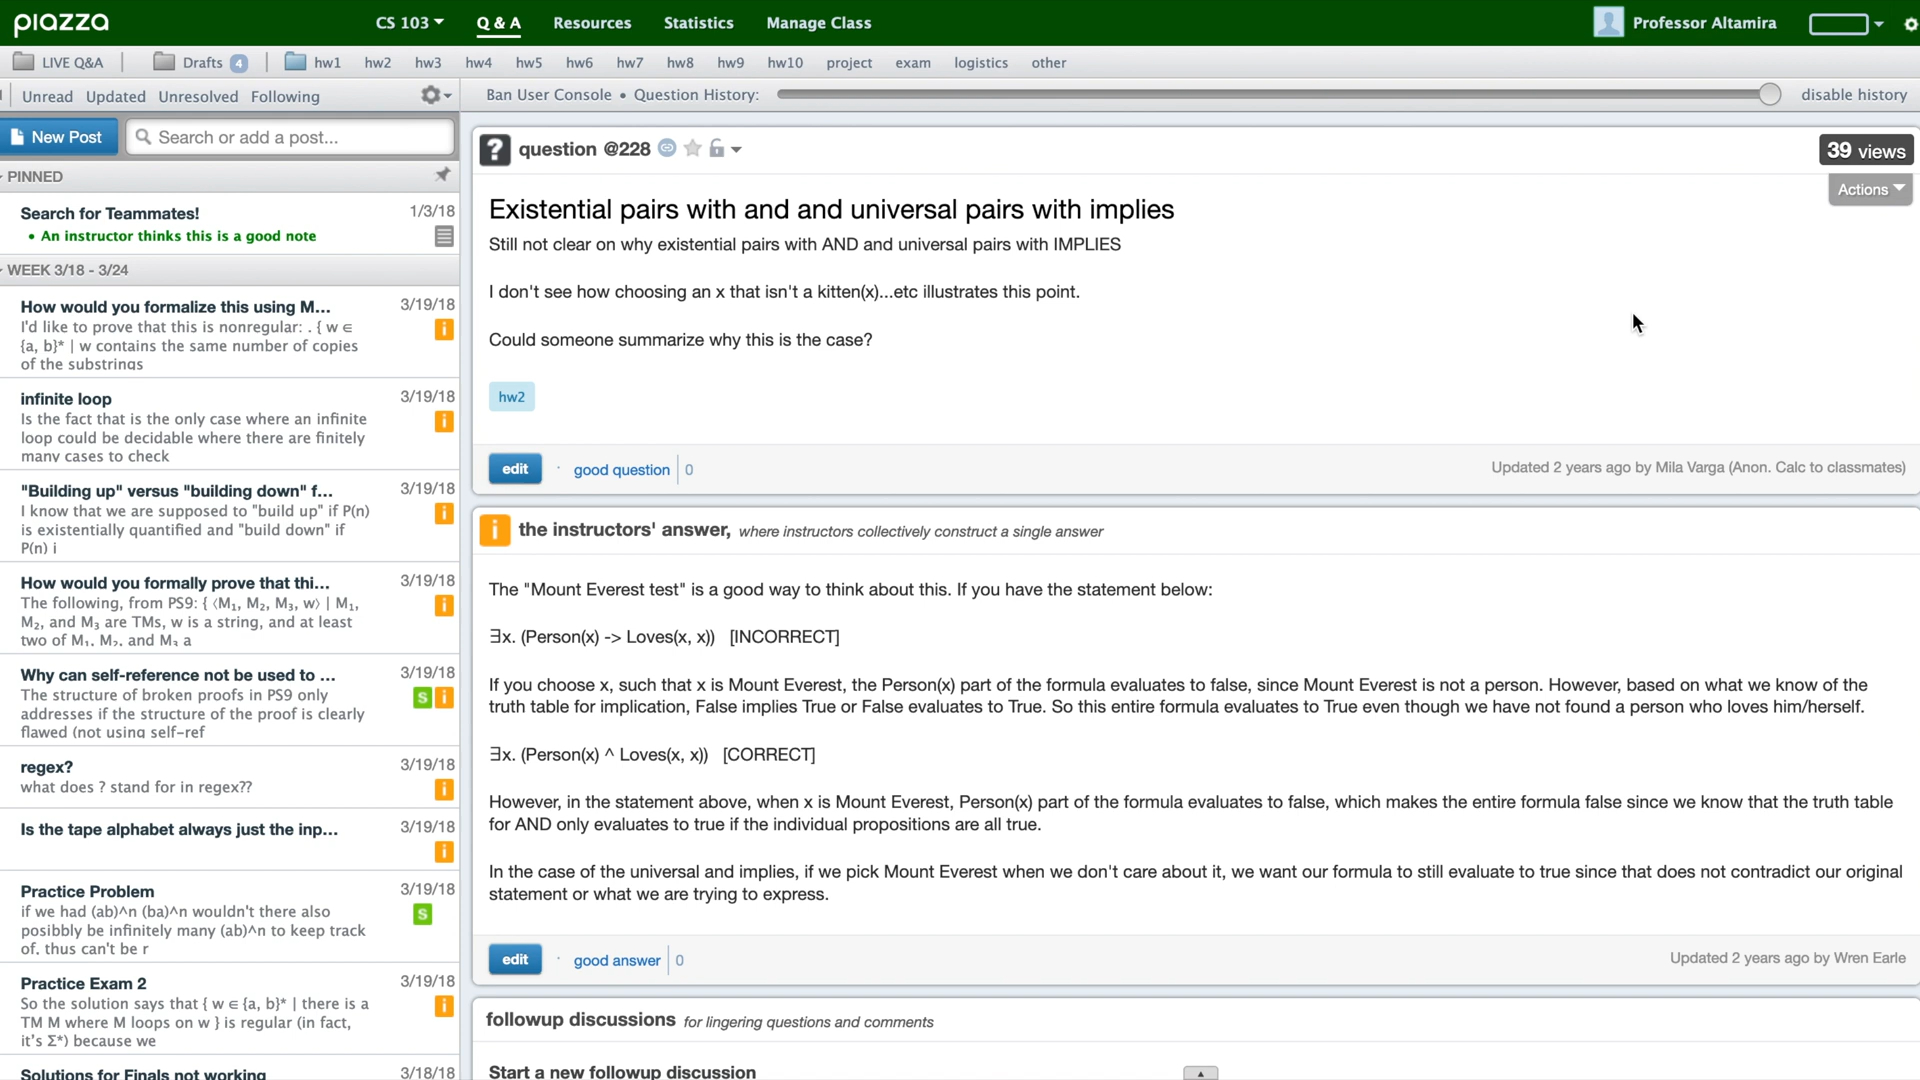 piazza
CS 103
Q & A
Resources
Statistics
Manage Class
Professor Altamira
LIVE Q&A
Drafts 4
hw1
hw2
hw3
hw4
hw5
hw6
hw7
hw8
hw9
hw10
project
exam
logistics
other
Unread
Updated
Unresolved
Following
Ban User Console • Question History:
disable history
New Post
Search or add a post...
PINNED
Search for Teammates!
1/3/18
• An instructor thinks this is a good note
WEEK 3/18 - 3/24
How would you formalize this using M...
3/19/18
I'd like to prove that this is nonregular: . { w ∈
{a, b}* | w contains the same number of copies
of the substrings
i
infinite loop
3/19/18
Is the fact that is the only case where an infinite
loop could be decidable where there are finitely
many cases to check
i
"Building up" versus "building down" f...
3/19/18
I know that we are supposed to "build up" if P(n)
is existentially quantified and "build down" if
P(n) i
i
How would you formally prove that thi...
3/19/18
The following, from PS9: { ⟨M₁, M₂, M₃, w⟩ | M₁,
M₂, and M₃ are TMs, w is a string, and at least
two of M₁, M₂, and M₃ a
i
Why can self-reference not be used to ...
3/19/18
The structure of broken proofs in PS9 only
addresses if the structure of the proof is clearly
flawed (not using self-ref
S i
regex?
3/19/18
what does ? stand for in regex??
i
Is the tape alphabet always just the inp...
3/19/18
i
Practice Problem
3/19/18
if we had (ab)^n (ba)^n wouldn't there also
posibbly be infinitely many (ab)^n to keep track
of, thus can't be r
S
Practice Exam 2
3/19/18
So the solution says that { w ∈ {a, b}* | there is a
TM M where M loops on w } is regular (in fact,
it's Σ*) because we
i
Solutions for Finals not working
3/18/18
? question @228
39 views
Actions
Existential pairs with and and universal pairs with implies
Still not clear on why existential pairs with AND and universal pairs with IMPLIES
I don't see how choosing an x that isn't a kitten(x)...etc illustrates this point.
Could someone summarize why this is the case?
hw2
edit · good question 0
Updated 2 years ago by Mila Varga (Anon. Calc to classmates)
i the instructors' answer, where instructors collectively construct a single answer
The "Mount Everest test" is a good way to think about this. If you have the statement below:
∃x. (Person(x) -> Loves(x, x)) [INCORRECT]
If you choose x, such that x is Mount Everest, the Person(x) part of the formula evaluates to false, since Mount Everest is not a person. However, based on what we know of the
truth table for implication, False implies True or False evaluates to True. So this entire formula evaluates to True even though we have not found a person who loves him/herself.
∃x. (Person(x) ^ Loves(x, x)) [CORRECT]
However, in the statement above, when x is Mount Everest, Person(x) part of the formula evaluates to false, which makes the entire formula false since we know that the truth table
for AND only evaluates to true if the individual propositions are all true.
In the case of the universal and implies, if we pick Mount Everest when we don't care about it, we want our formula to still evaluate to true since that does not contradict our original
statement or what we are trying to express.
edit · good answer 0
Updated 2 years ago by Wren Earle
followup discussions for lingering questions and comments
Start a new followup discussion